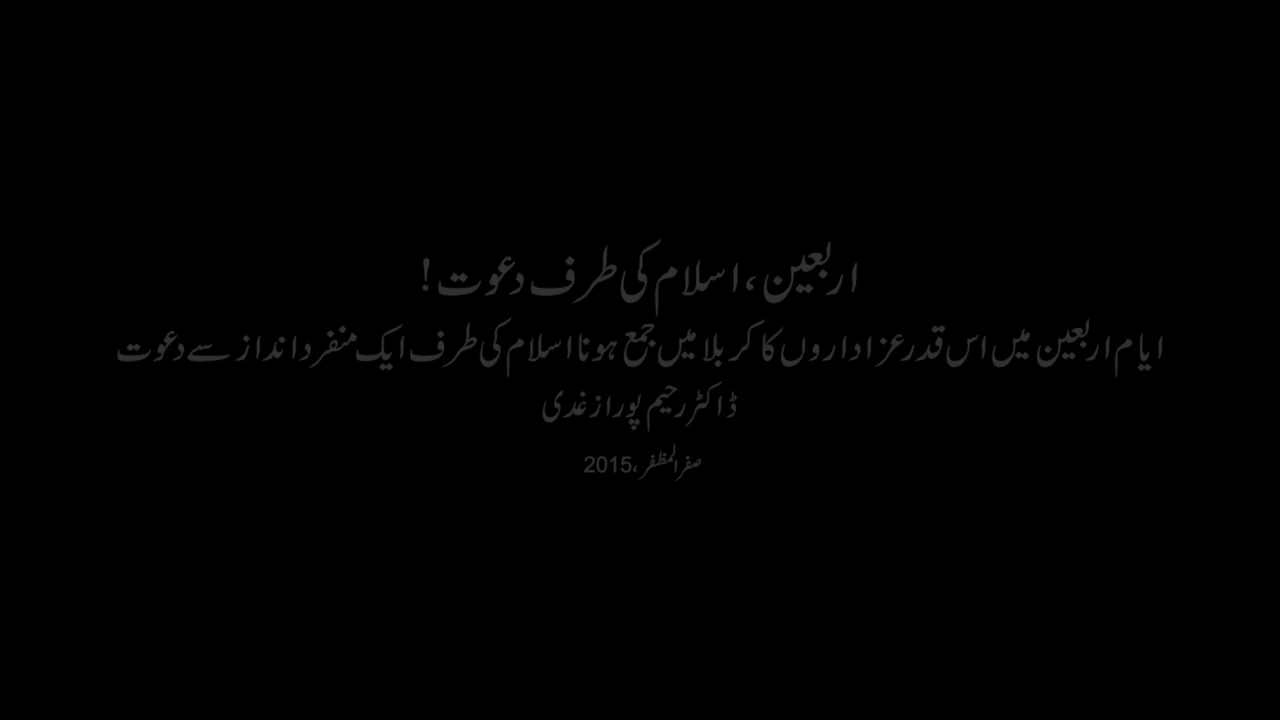 اربعین، اسلام کی طرف دعوت!
ایام اربعین میں اس قدر عزاداروں کا کربلا میں جمع ہونا اسلام کی طرف ایک منفرد انداز سے دعوت
ڈاکٹر رحیم پور ازغدی
صفر المظفر، 2015